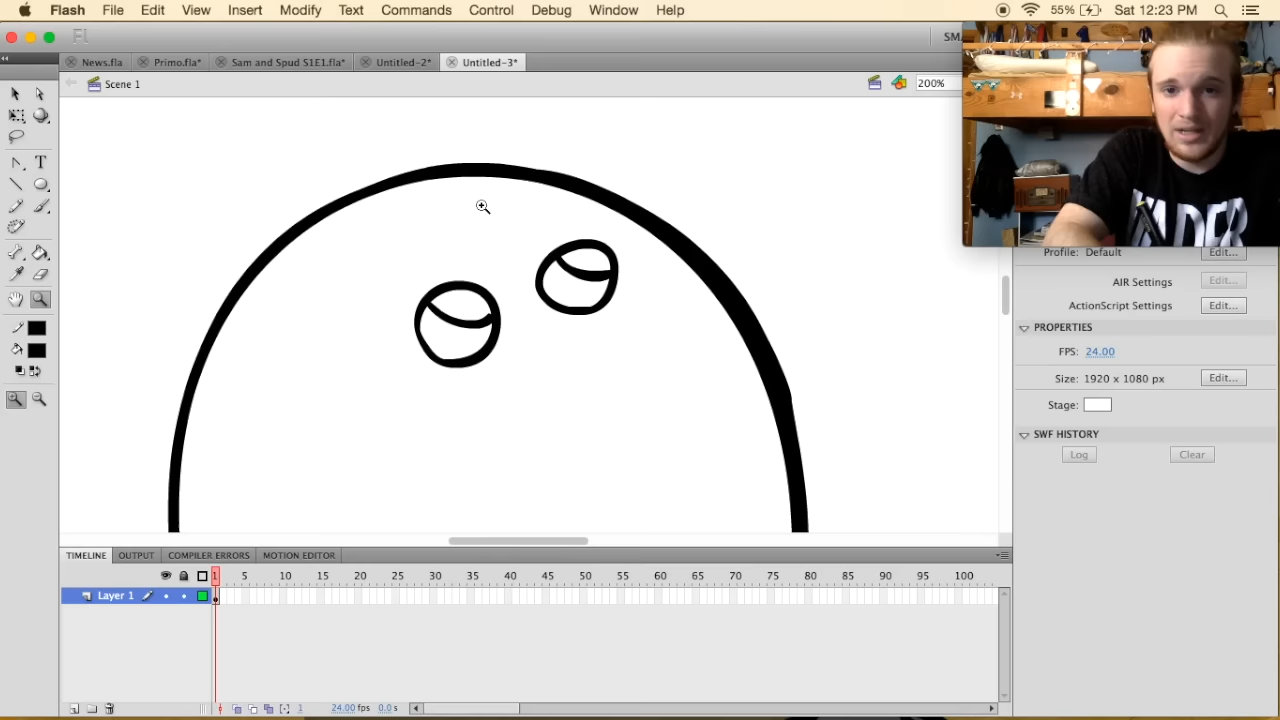 Flash File Edit View Insert Modify Text Commands Control Debug Window Help 55% Sat 12:23 PM
Fl
News.fla Primo.fla* Sam and Spud S1E1.fla* Untitled-2* Untitled-3*
Scene 1 200%
Profile: Default Edit...
AIR Settings Edit...
ActionScript Settings Edit...
PROPERTIES
FPS: 24.00
Size: 1920 x 1080 px Edit...
Stage:
SWF HISTORY
Log Clear
TIMELINE OUTPUT COMPILER ERRORS MOTION EDITOR
1 5 10 15 20 25 30 35 40 45 50 55 60 65 70 75 80 85 90 95 100
Layer 1
1 24.00 fps 0.0 s